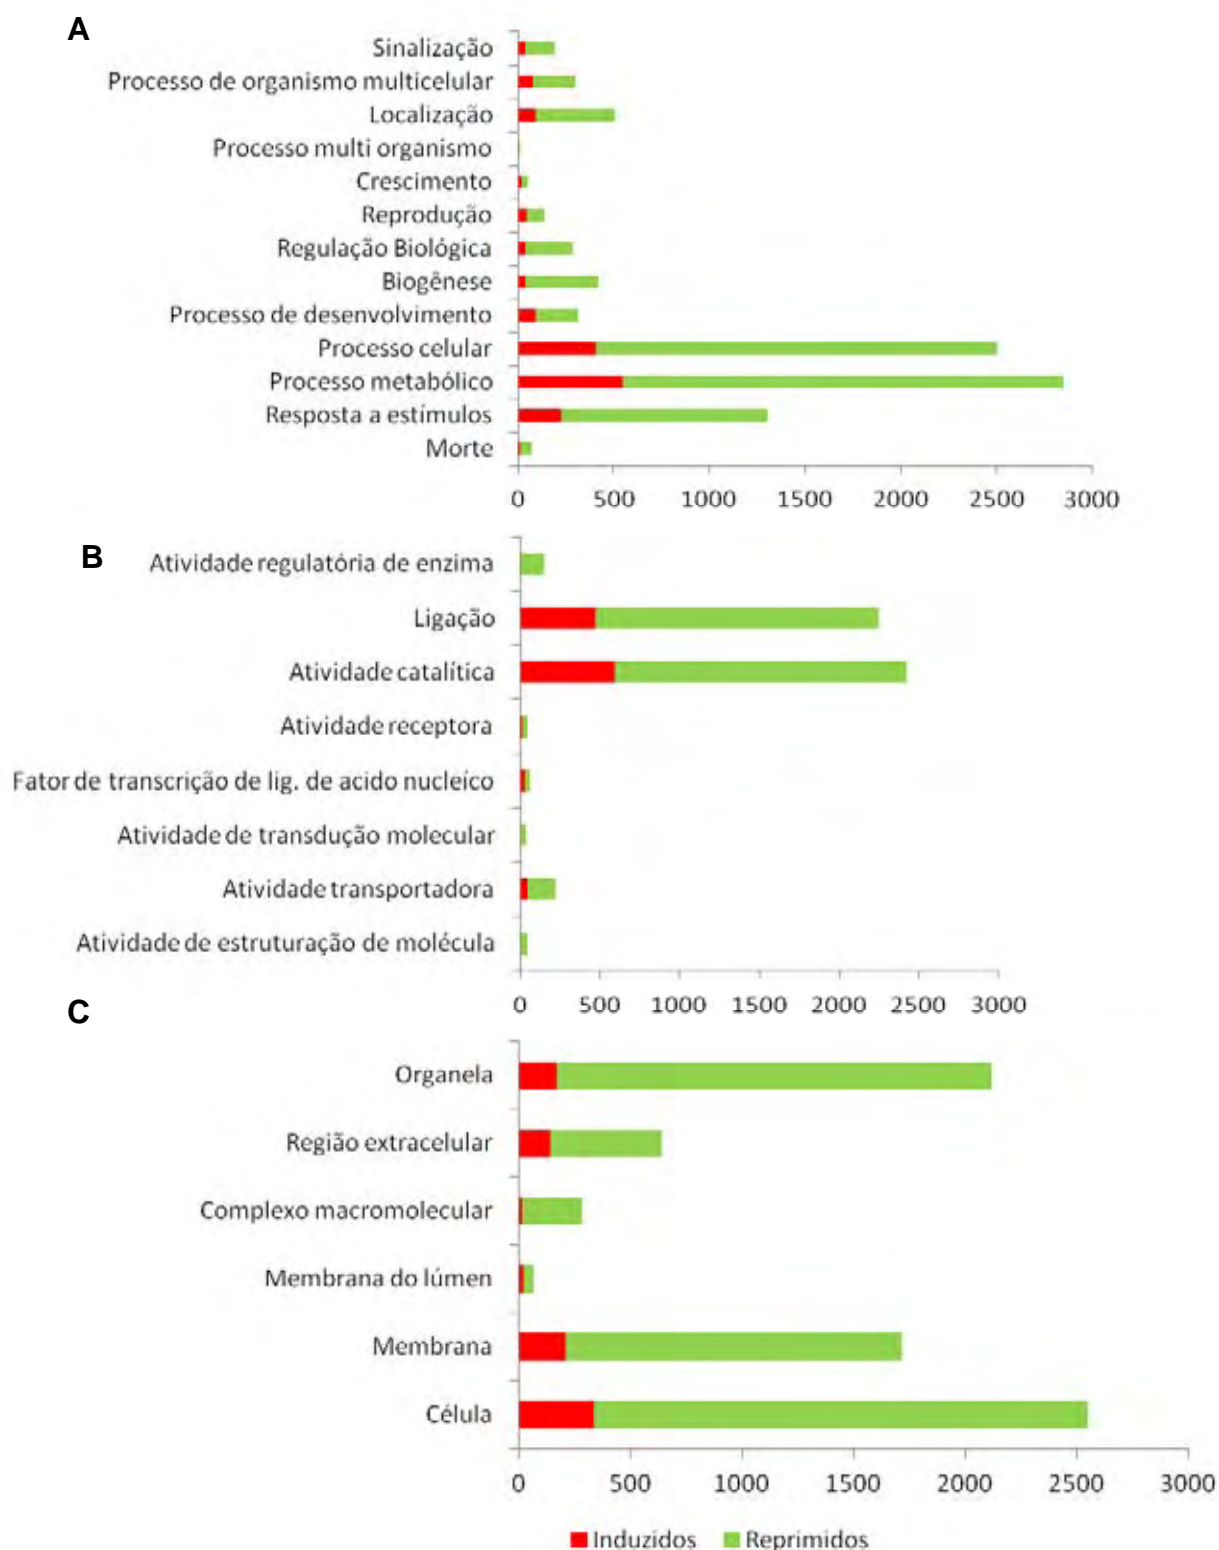 A
Sinalização
Processo de organismo multicelular
Localização
Processo multi organismo
Crescimento
Reprodução
Regulação Biológica
Biogênese
Processo de desenvolvimento
Processo celular
Processo metabólico
Resposta a estímulos
Morte
0 500 1000 1500 2000 2500 3000
B
Atividade regulatória de enzima
Ligação
Atividade catalítica
Atividade receptora
Fator de transcrição de lig. de acido nucleíco
Atividade de transdução molecular
Atividade transportadora
Atividade de estruturação de molécula
0 500 1000 1500 2000 2500 3000
C
Organela
Região extracelular
Complexo macromolecular
Membrana do lúmen
Membrana
Célula
0 500 1000 1500 2000 2500 3000
Induzidos Reprimidos